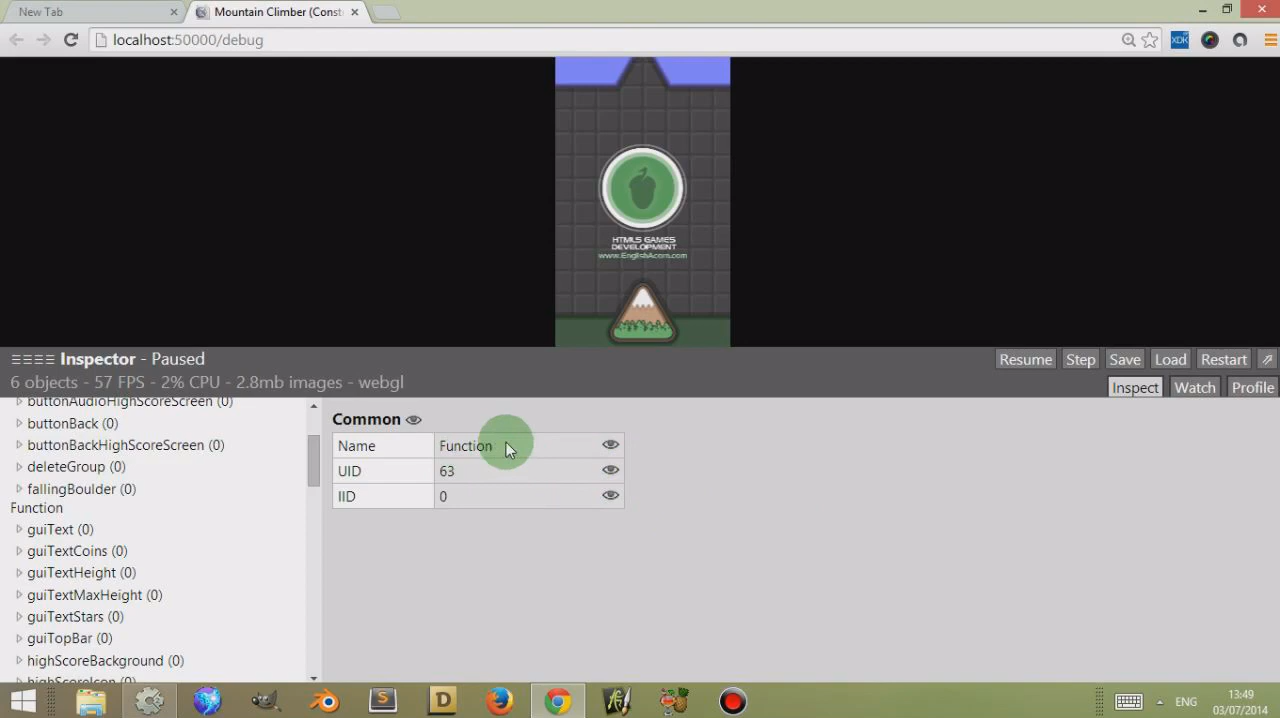 New Tab
Mountain Climber (Const
localhost:50000/debug
XDK
HTML5 GAMES
DEVELOPMENT
www.EnglishAcorn.com
Inspector - Paused
Resume Step Save Load Restart
6 objects - 57 FPS - 2% CPU - 2.8mb images - webgl
Inspect Watch Profile
buttonAudioHighScoreScreen (0)
buttonBack (0)
buttonBackHighScoreScreen (0)
deleteGroup (0)
fallingBoulder (0)
Function
guiText (0)
guiTextCoins (0)
guiTextHeight (0)
guiTextMaxHeight (0)
guiTextStars (0)
guiTopBar (0)
highScoreBackground (0)
highScoreIcon (0)
Common
Name Function
UID 63
IID 0
S
D
ENG
13:49
03/07/2014